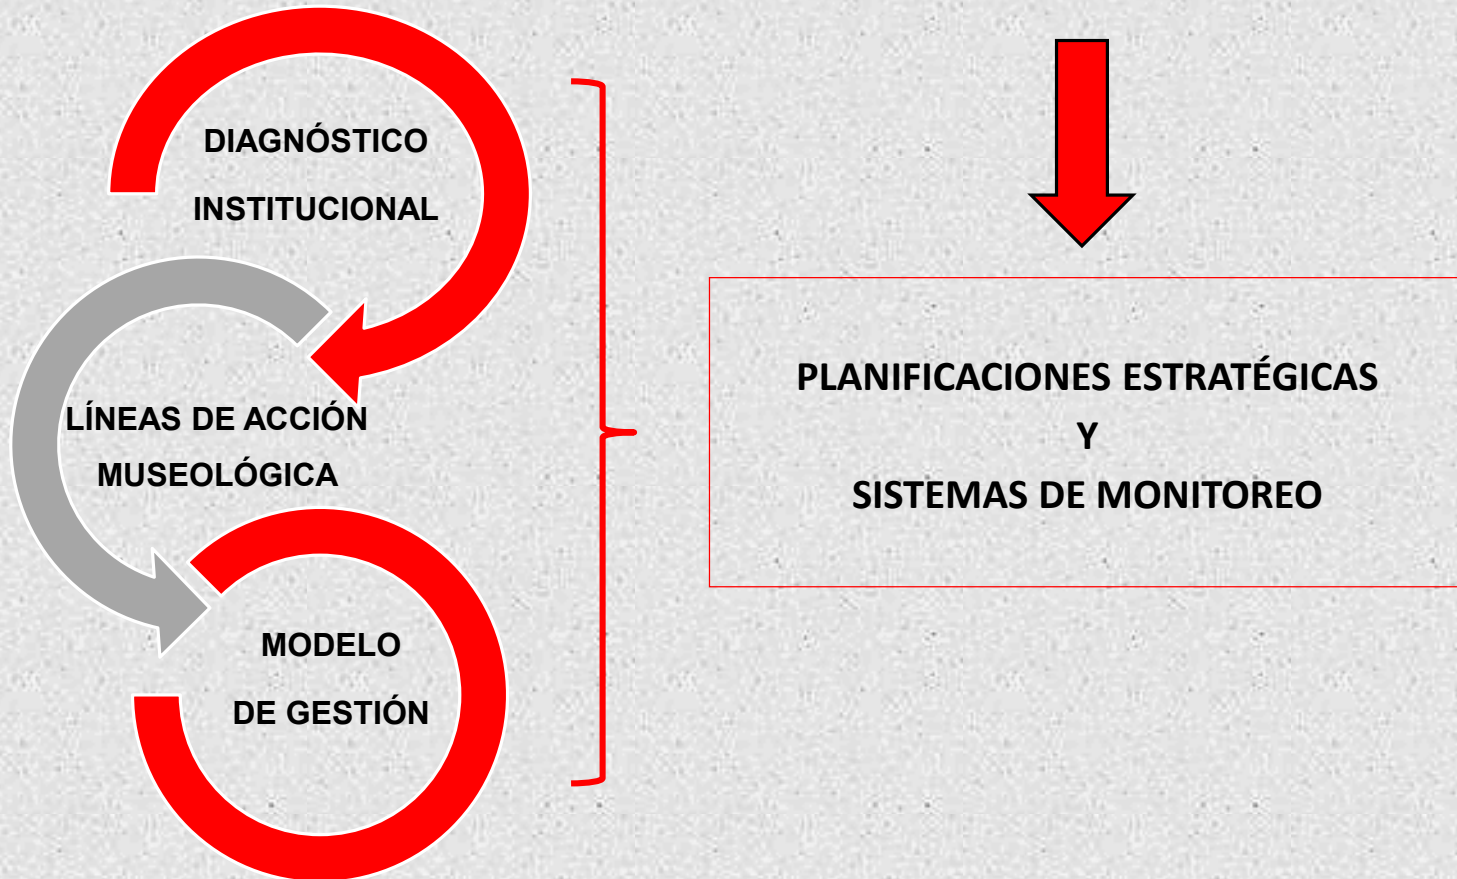 DIAGNÓSTICO
INSTITUCIONAL
LÍNEAS DE ACCIÓN
MUSEOLÓGICA
MODELO
DE GESTIÓN
PLANIFICACIONES ESTRATÉGICAS
Y
SISTEMAS DE MONITOREO